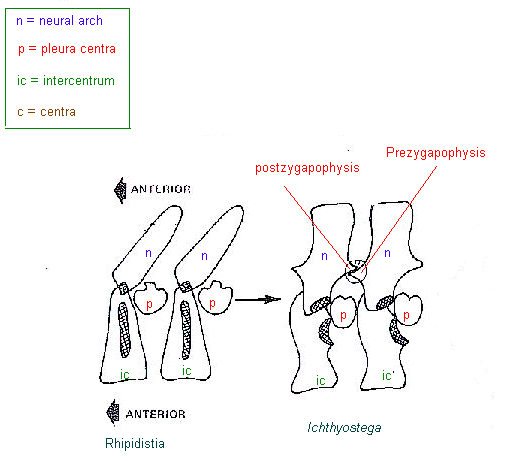 n = neural arch
p = pleura centra
ic = intercentrum
c = centra
Prezygapophysis
postzygapophysis
ANTERIOR
n
n
n
n
p
p
p
p
ic
ic
ic
ic
ANTERIOR
Rhipidistia
Ichthyostega